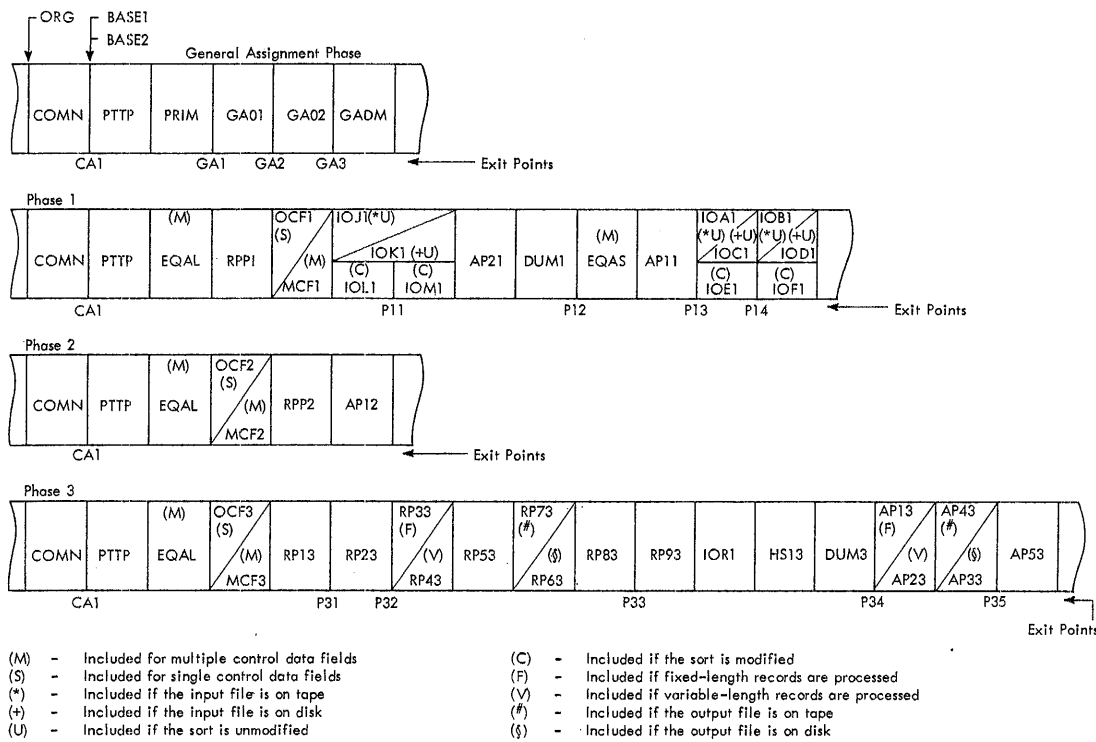 ORG
BASE1
BASE2
General Assignment Phase
COMN PTTP PRIM GA01 GA02 GADM
CA1 GA1 GA2 GA3 Exit Points
Phase 1
(M) OCF1 IOJ1(*U) IOA1 IOB1
(S) (*U) (+U) (*U) (+U)
IOK1 (+U) (M) IOC1 IOD1
COMN PTTP EQAL RPP1 (M) (C) (C) AP21 DUM1 EQAS AP11 (C) (C)
MCF1 IOL1 IOM1 IOE1 IOF1
CA1 P11 P12 P13 P14 Exit Points
Phase 2
(M) OCF2
(S)
COMN PTTP EQAL (M) RPP2 AP12
MCF2
CA1 Exit Points
Phase 3
(M) OCF3 RP33 RP73 AP13 AP43
(S) (F) (#) (F) (#)
COMN PTTP EQAL (M) RP13 RP23 (V) RP53 (§) RP83 RP93 IOR1 HS13 DUM3 (V) (§) AP53
MCF3 RP43 RP63 AP23 AP33
CA1 P31 P32 P33 P34 P35
Exit Points
(M) - Included for multiple control data fields
(S) - Included for single control data fields
(*) - Included if the input file is on tape
(+) - Included if the input file is on disk
(U) - Included if the sort is unmodified
(C) - Included if the sort is modified
(F) - Included if fixed-length records are processed
(V) - Included if variable-length records are processed
(#) - Included if the output file is on tape
(§) - Included if the output file is on disk